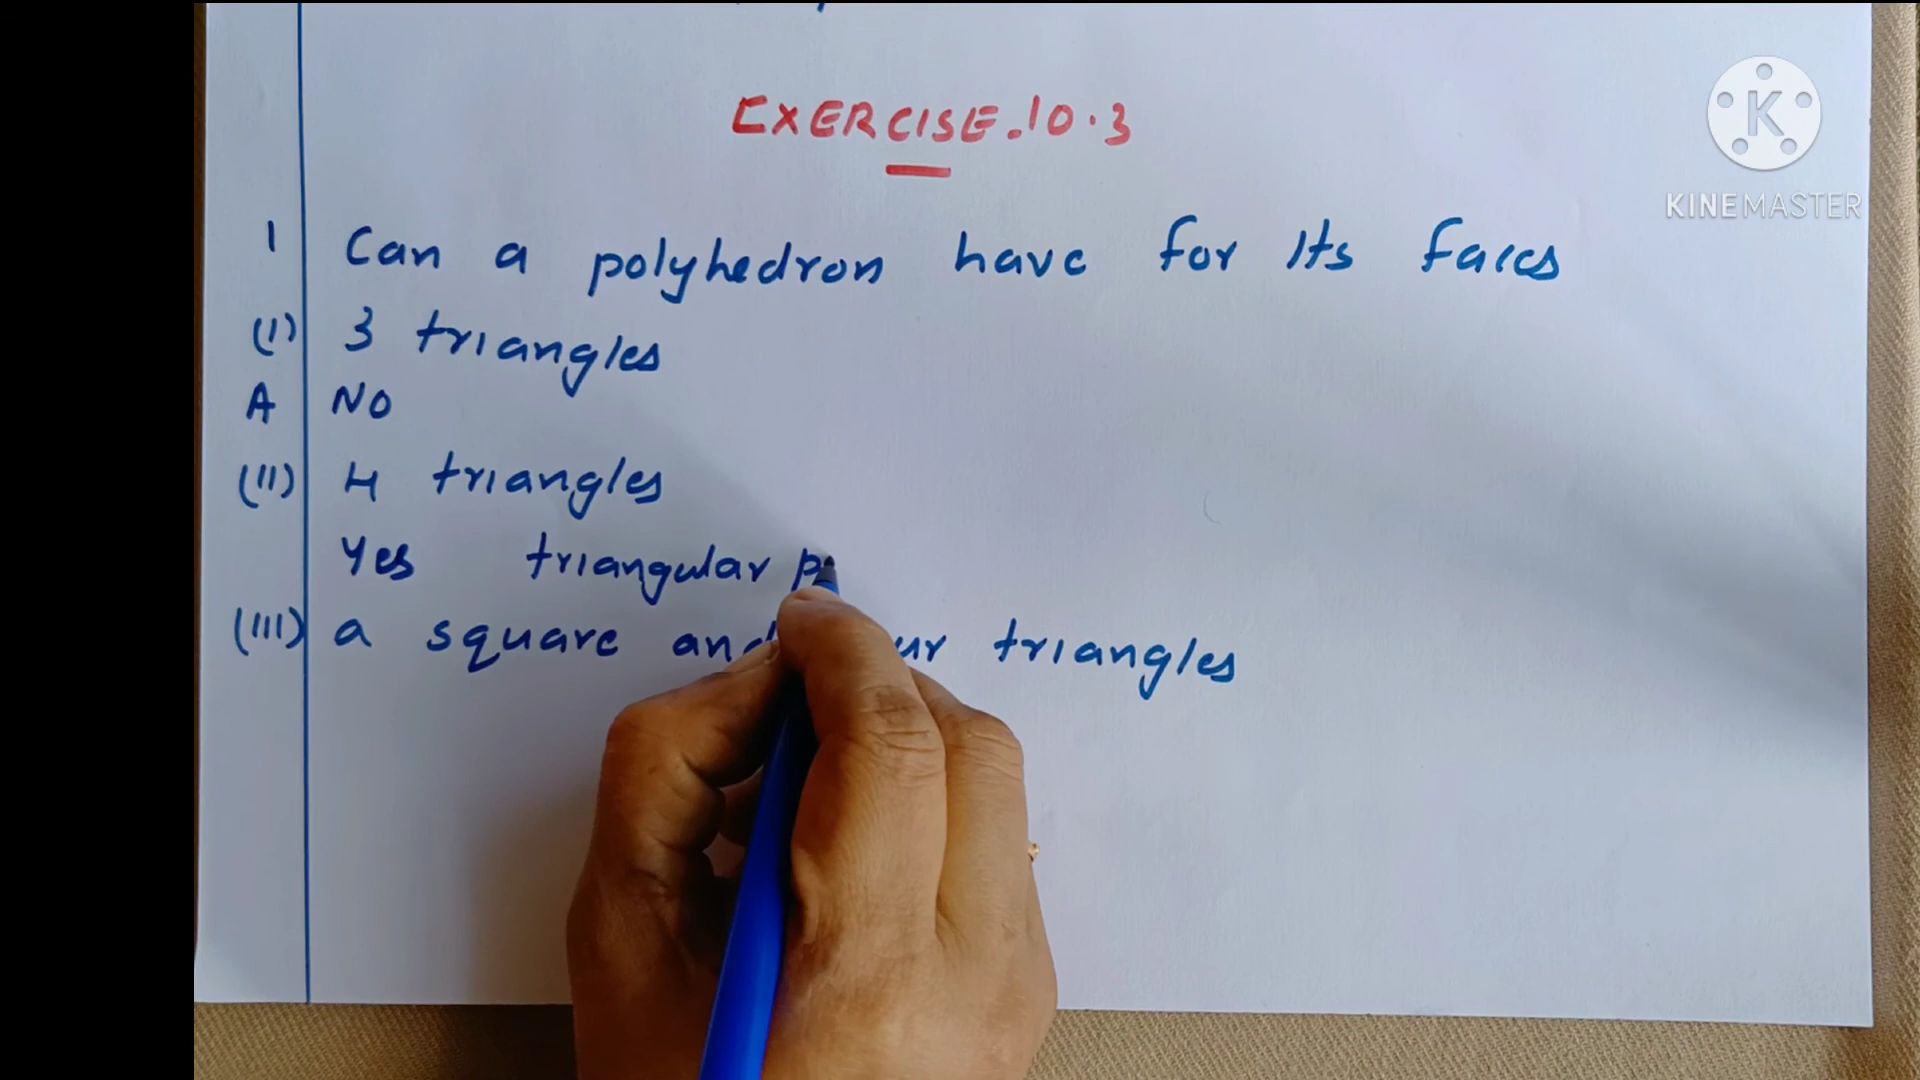 EXERCISE.10.3
KINEMASTER
1 Can a polyhedron have for its faces
(I) 3 triangles
A NO
(II) 4 triangles
Yes triangular
(III) a square triangles